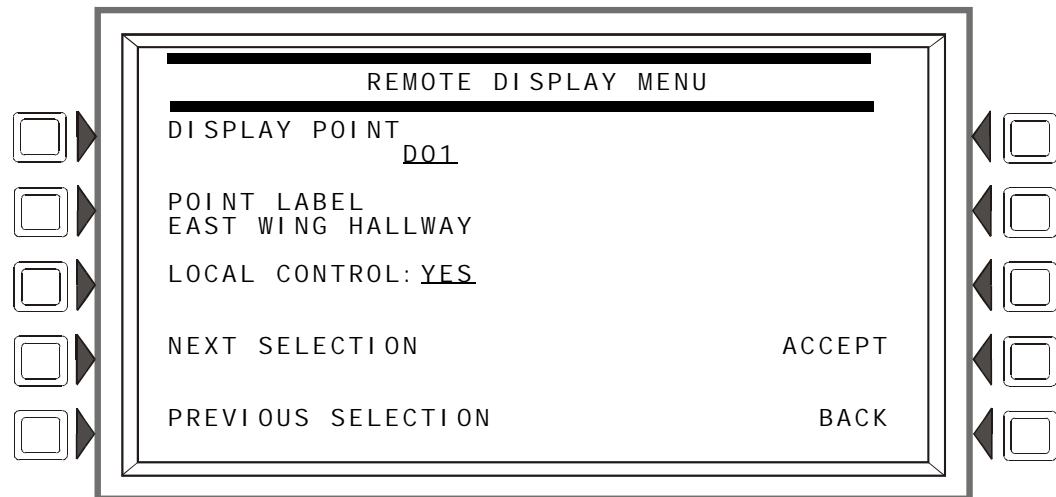 REMOTE DISPLAY MENU
DISPLAY POINT
D01
POINT LABEL
EAST WING HALLWAY
LOCAL CONTROL: YES
NEXT SELECTION ACCEPT
PREVIOUS SELECTION BACK